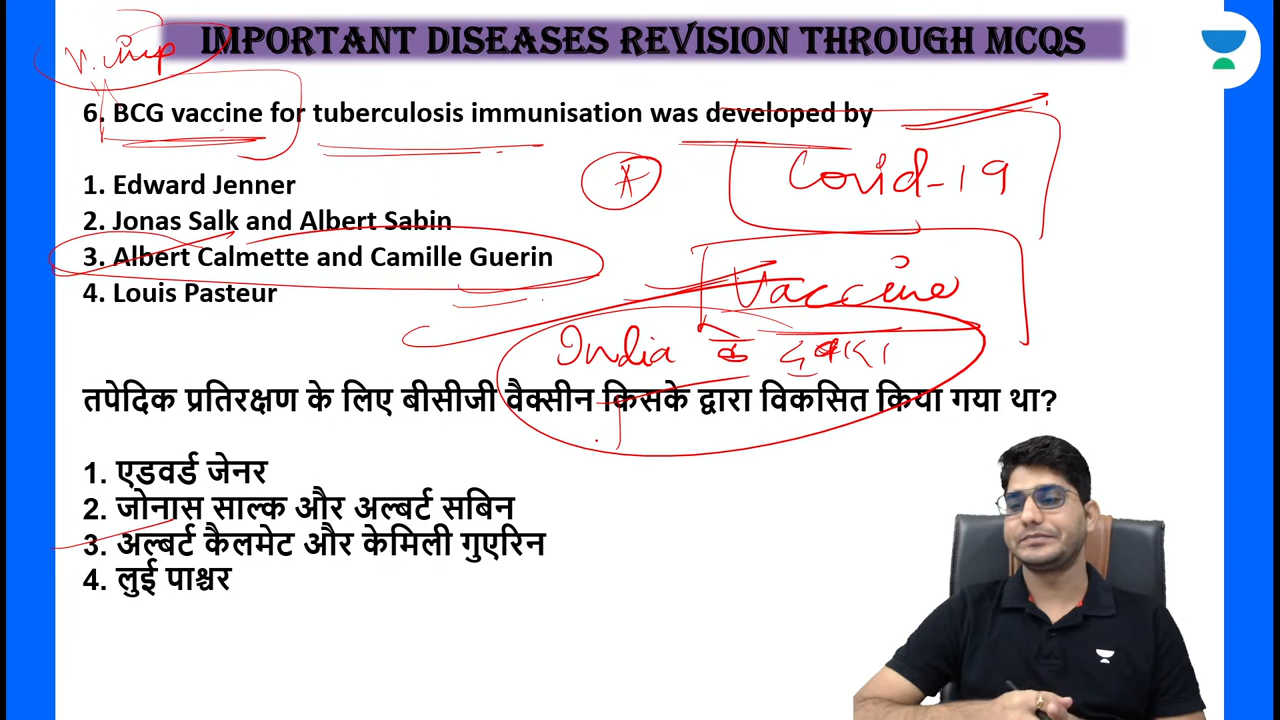 IMPORTANT DISEASES REVISION THROUGH MCQS
V. imp
6. BCG vaccine for tuberculosis immunisation was developed by
Covid-19
1. Edward Jenner
2. Jonas Salk and Albert Sabin
3. Albert Calmette and Camille Guerin
4. Louis Pasteur
Vaccine
India
तपेदिक प्रतिरक्षण के लिए बीसीजी वैक्सीन किसके द्वारा विकसित किया गया था?
1. एडवर्ड जेनर
2. जोनास साल्क और अल्बर्ट सबिन
3. अल्बर्ट कैलमेट और केमिली गुएरिन
4. लुई पाश्चर